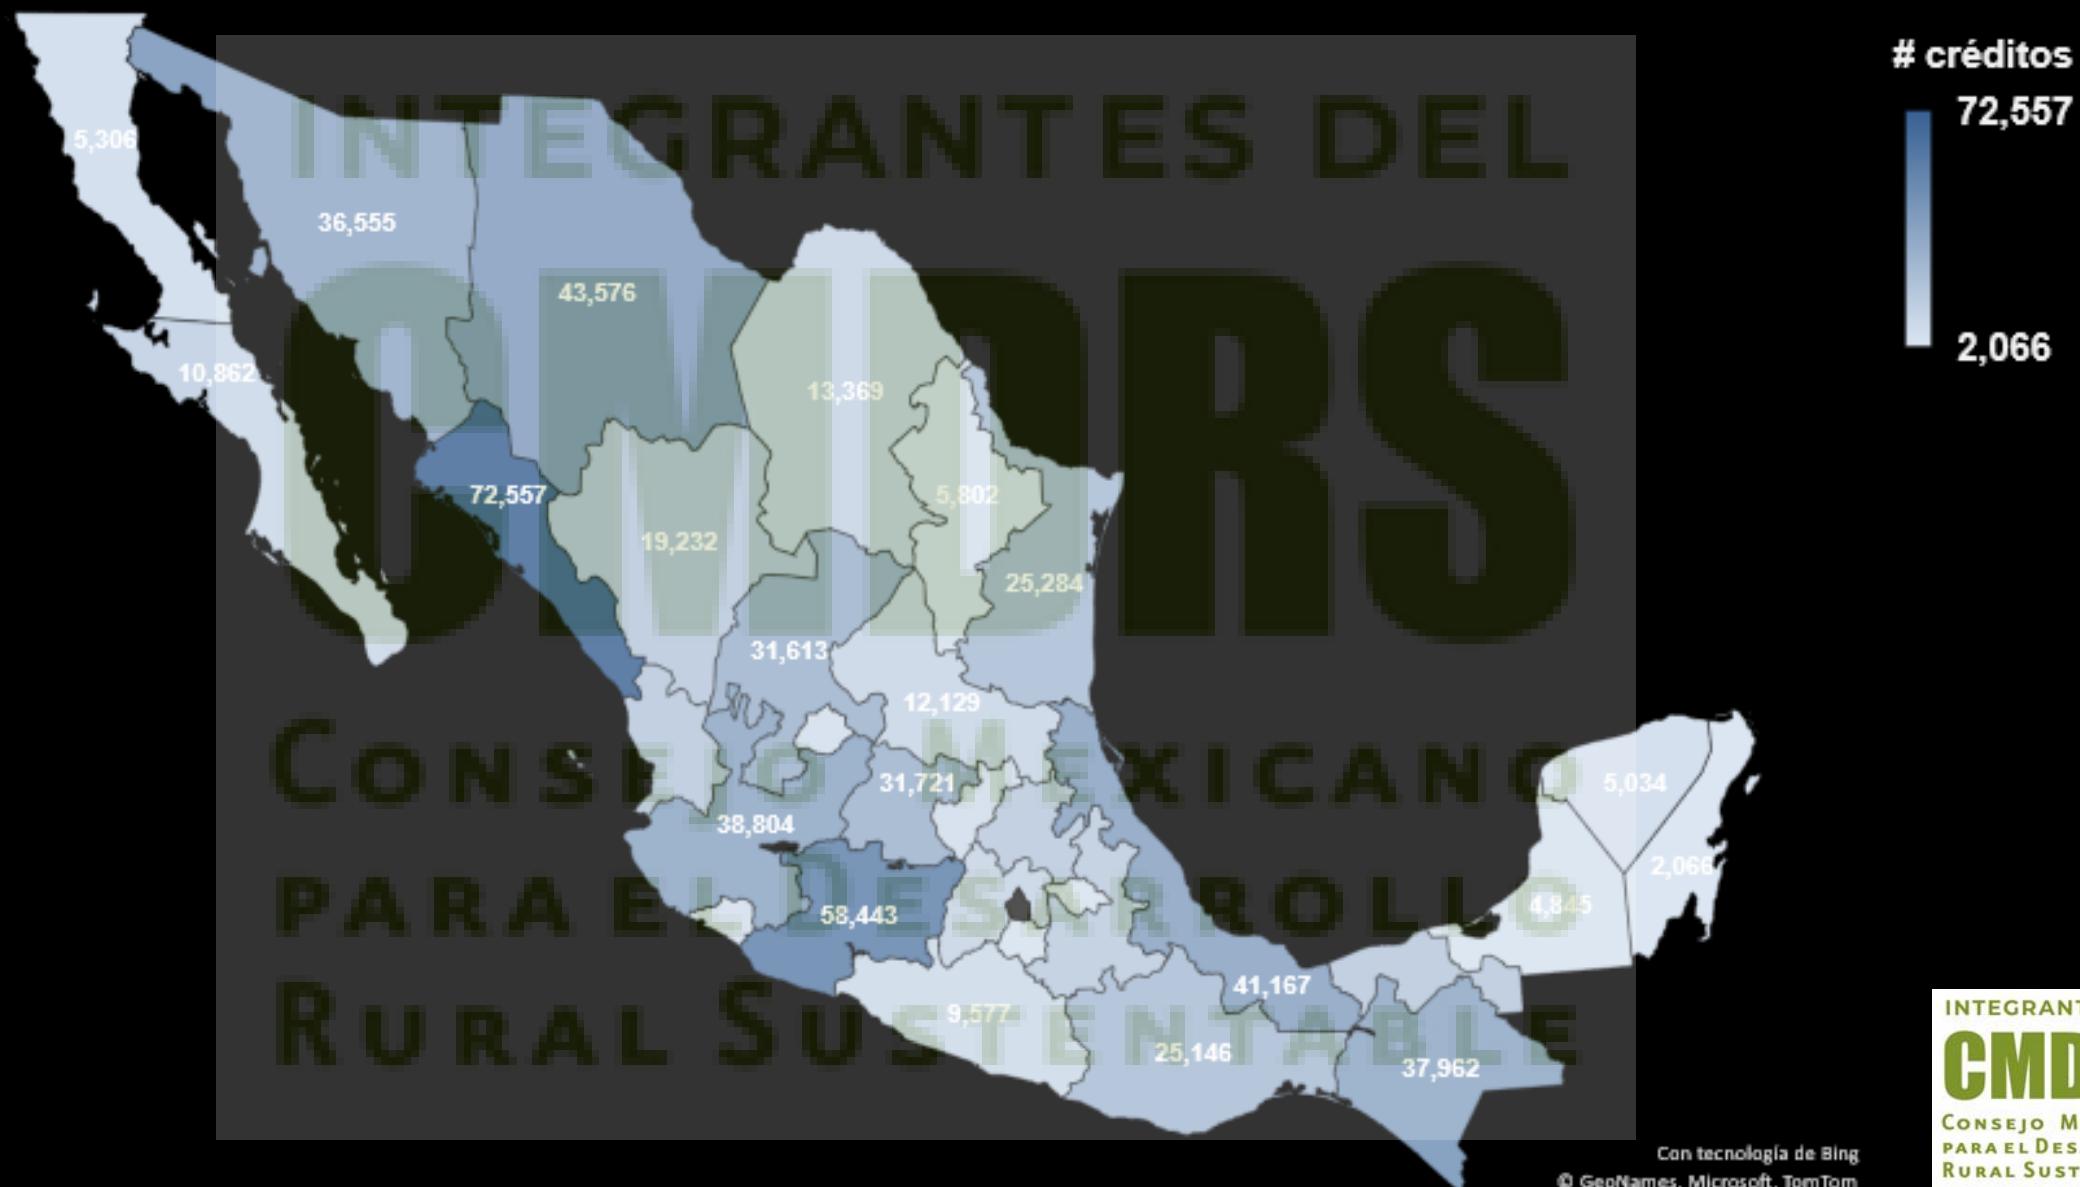 # créditos
72,557
2,066
5,306
36,555
43,576
10,862
13,369
72,557
5,802
19,232
25,284
31,613
12,129
31,721
38,804
5,034
2,066
58,443
4,845
41,167
9,577
25,146
37,962
INTEGRANTES DEL
CMDRS
CONSEJO MEXICANO
PARA EL DESARROLLO
RURAL SUSTENTABLE
Con tecnología de Bing
© GeoNames, Microsoft, TomTom
INTEGRANT
CMD
CONSEJO M
PARA EL DES
RURAL SUST